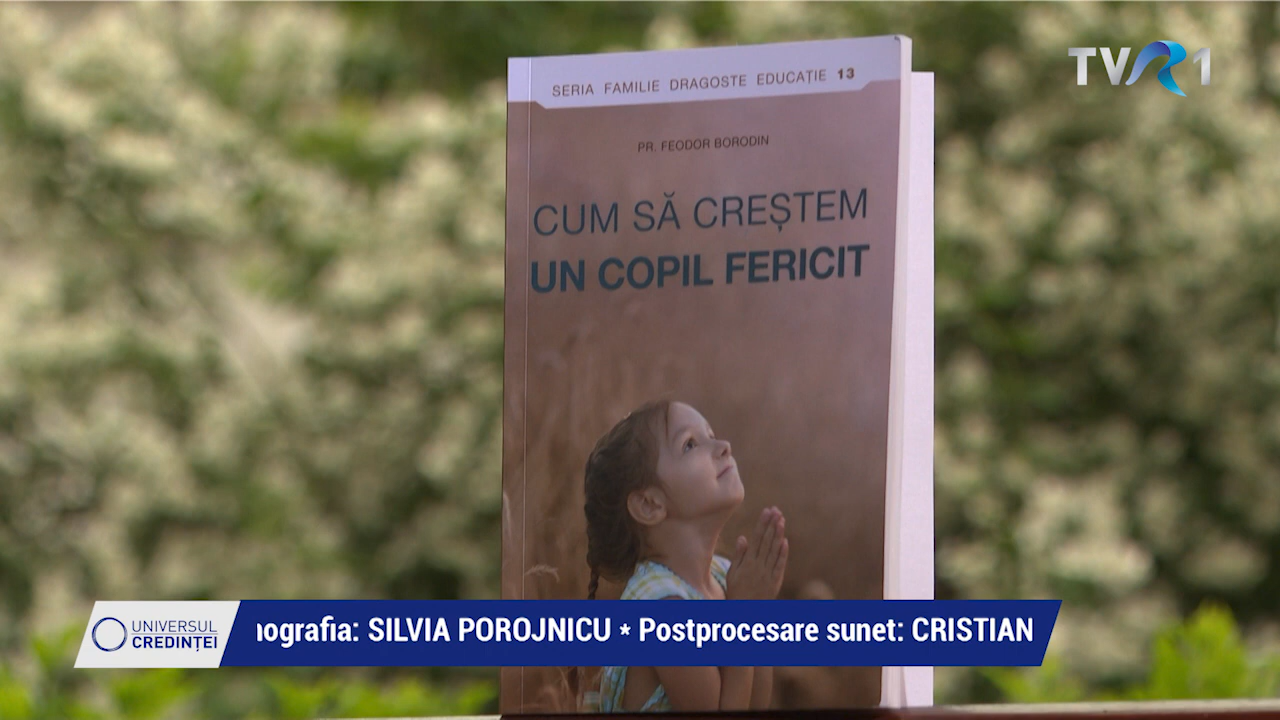 TVR1
SERIA FAMILIE DRAGOSTE EDUCAȚIE 13
PR. FEODOR BORODIN
CUM SĂ CREȘTEM
UN COPIL FERICIT
UNIVERSUL
CREDINȚEI
nografia: SILVIA POROJNICU * Postprocesare sunet: CRISTIAN